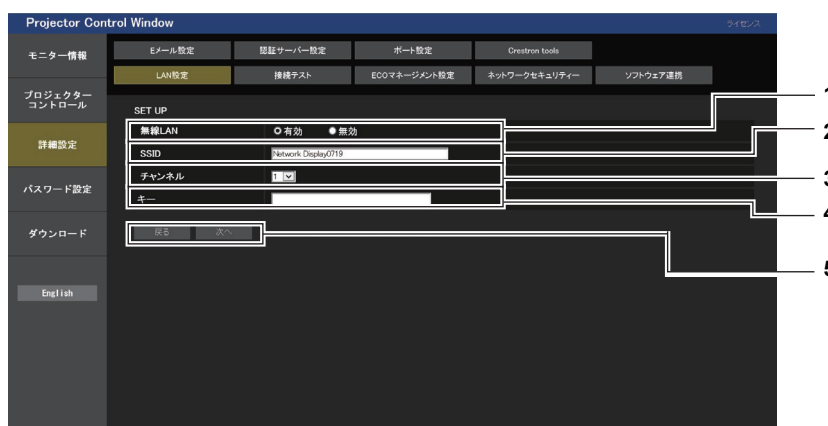 Projector Control Window
ライセンス
モニター情報
プロジェクター
コントロール
詳細設定
パスワード設定
ダウンロード
English
Eメール設定
認証サーバー設定
ポート設定
Crestron tools
LAN設定
接続テスト
ECOマネージメント設定
ネットワークセキュリティー
ソフトウェア連携
SET UP
無線LAN
有効
無効
SSID
Network Display0719
チャンネル
1
キー
戻る
次へ
1
2
3
4
5